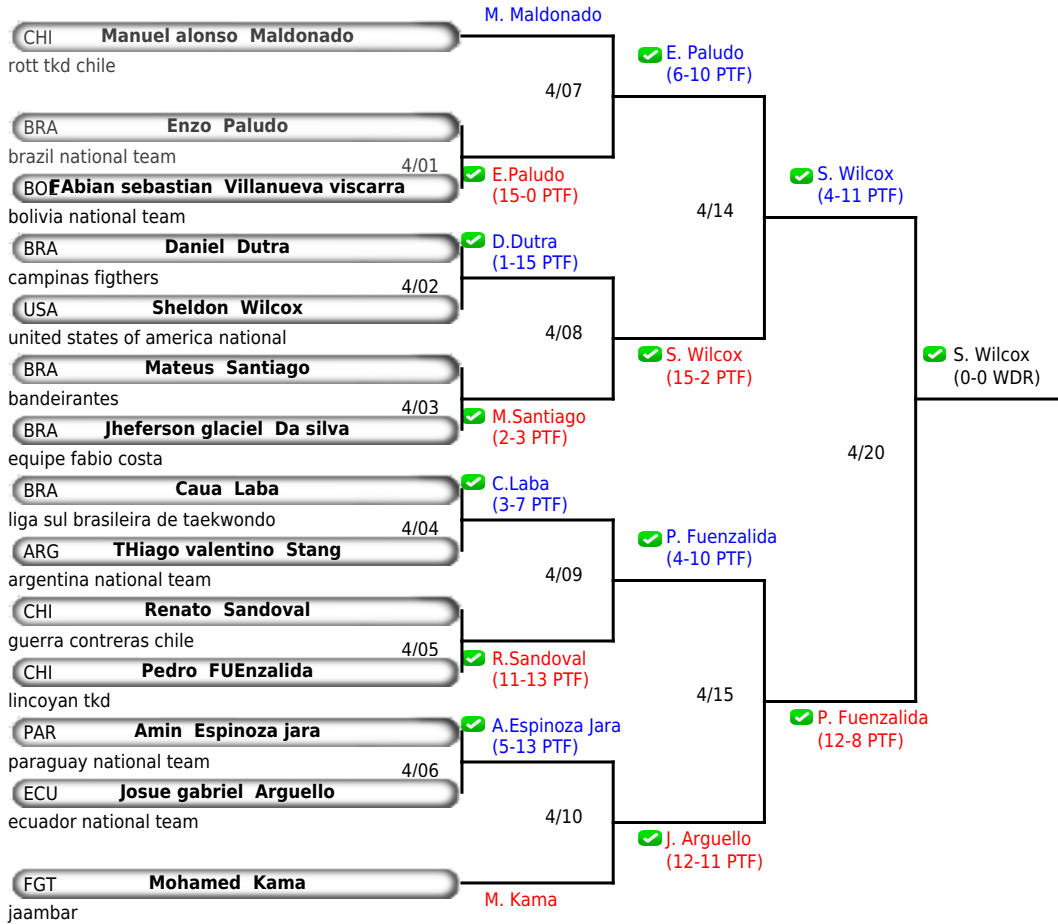 M. Maldonado
CHI Manuel alonso Maldonado
rott tkd chile
E. Paludo
(6-10 PTF)
4/07
BRA Enzo Paludo
brazil national team
4/01
E.Paludo
(15-0 PTF)
BOL FAbian sebastian Villanueva viscarra
bolivia national team
S. Wilcox
(4-11 PTF)
4/14
BRA Daniel Dutra
campinas figthers
D.Dutra
(1-15 PTF)
4/02
USA Sheldon Wilcox
united states of america national
4/08
S. Wilcox
(15-2 PTF)
BRA Mateus Santiago
bandeirantes
4/03
M.Santiago
(2-3 PTF)
BRA Jheferson glaciel Da silva
equipe fabio costa
S. Wilcox
(0-0 WDR)
4/20
BRA Caua Laba
liga sul brasileira de taekwondo
C.Laba
(3-7 PTF)
4/04
ARG THiago valentino Stang
argentina national team
P. Fuenzalida
(4-10 PTF)
4/09
CHI Renato Sandoval
guerra contreras chile
4/05
R.Sandoval
(11-13 PTF)
CHI Pedro FUEnzalida
lincoyan tkd
4/15
P. Fuenzalida
(12-8 PTF)
PAR Amin Espinoza jara
paraguay national team
A.Espinoza Jara
(5-13 PTF)
4/06
ECU Josue gabriel Arguello
ecuador national team
4/10
J. Arguello
(12-11 PTF)
FGT Mohamed Kama
jaambar
M. Kama